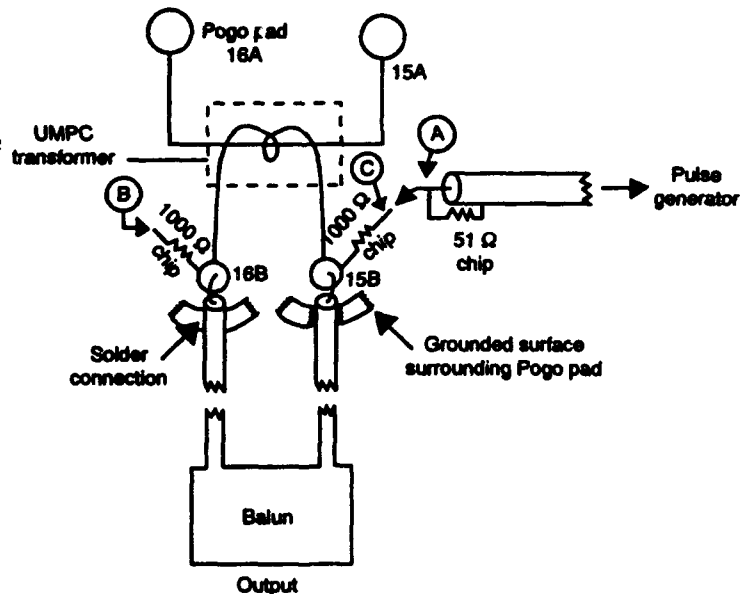 Pogo pad
16A
15A
UMPC
transformer
A
C
B
Pulse
generator
1000 Ω
chip
1000 Ω
chip
51 Ω
chip
16B
15B
Solder
connection
Grounded surface
surrounding Pogo pad
Balun
Output